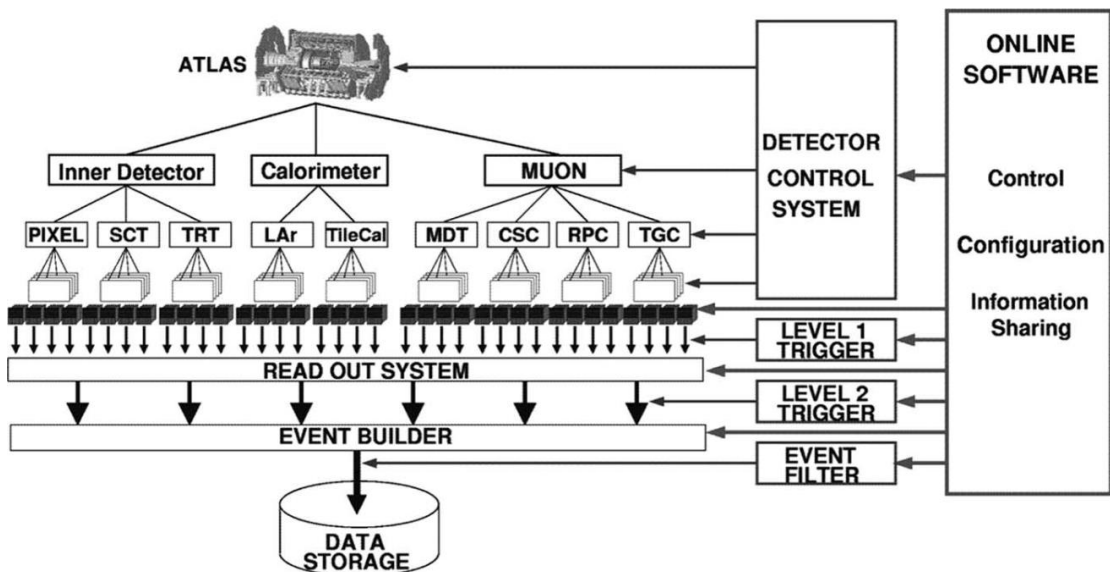 ATLAS
ONLINE
SOFTWARE
DETECTOR
CONTROL
SYSTEM
Inner Detector
Calorimeter
MUON
Control
PIXEL
SCT
TRT
LAr
TileCal
MDT
CSC
RPC
TGC
Configuration
Information
Sharing
LEVEL 1
TRIGGER
READ OUT SYSTEM
LEVEL 2
TRIGGER
EVENT BUILDER
EVENT
FILTER
DATA
STORAGE